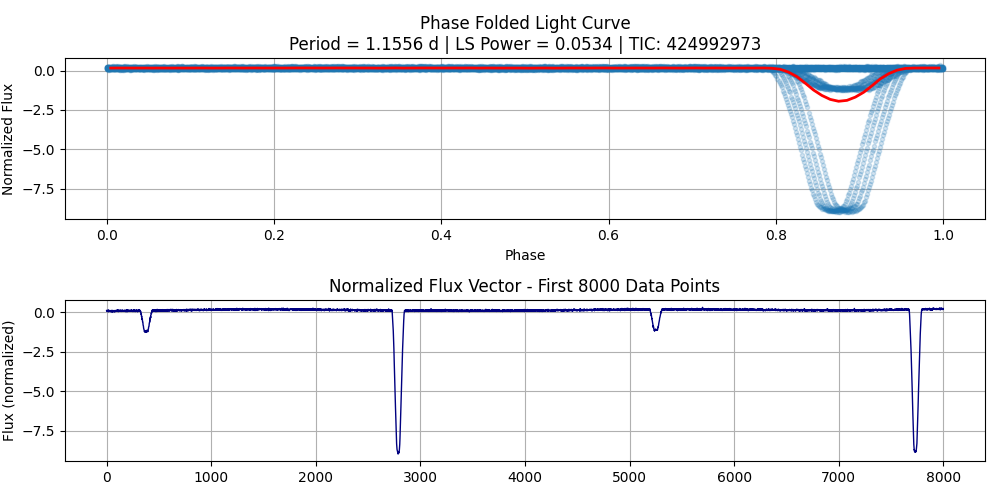 Phase Folded Light Curve
Period = 1.1556 d | LS Power = 0.0534 | TIC: 424992973
Normalized Flux
0.0
−2.5
−5.0
−7.5
0.0 0.2 0.4 0.6 0.8 1.0
Phase
Normalized Flux Vector - First 8000 Data Points
Flux (normalized)
0.0
−2.5
−5.0
−7.5
0 1000 2000 3000 4000 5000 6000 7000 8000